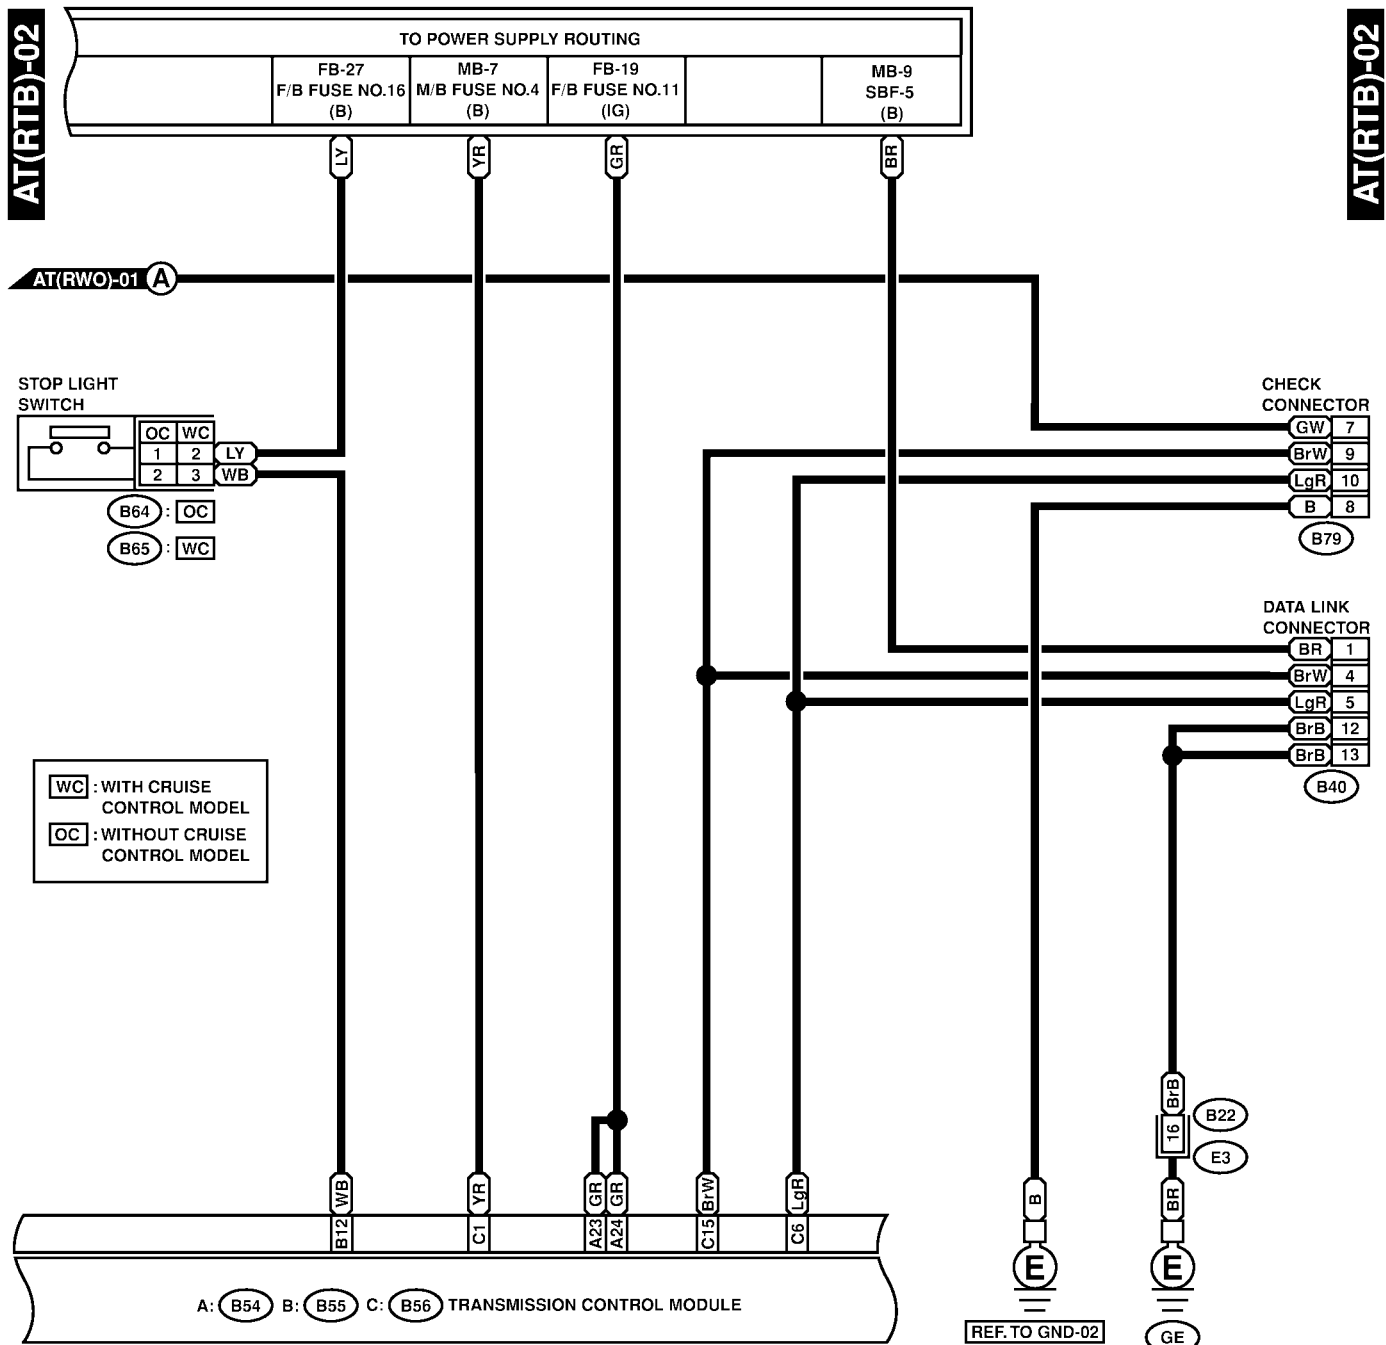 AT(RTB)-02
AT(RTB)-02
TO POWER SUPPLY ROUTING
FB-27
F/B FUSE NO.16
(B)
MB-7
M/B FUSE NO.4
(B)
FB-19
F/B FUSE NO.11
(IG)
MB-9
SBF-5
(B)
LY
YR
GR
BR
AT(RWO)-01 A
STOP LIGHT
SWITCH
OC WC
1 2 LY
2 3 WB
B64 : OC
B65 : WC
CHECK
CONNECTOR
GW 7
BrW 9
LgR 10
B 8
B79
DATA LINK
CONNECTOR
BR 1
BrW 4
LgR 5
BrB 12
BrB 13
B40
WC : WITH CRUISE
CONTROL MODEL
OC : WITHOUT CRUISE
CONTROL MODEL
BrB
16
B22
E3
WB
YR
GR
GR
BrW
LgR
B
BR
B12
C1
A23
A24
C15
C6
E
E
A: B54 B: B55 C: B56 TRANSMISSION CONTROL MODULE
REF. TO GND-02
GE